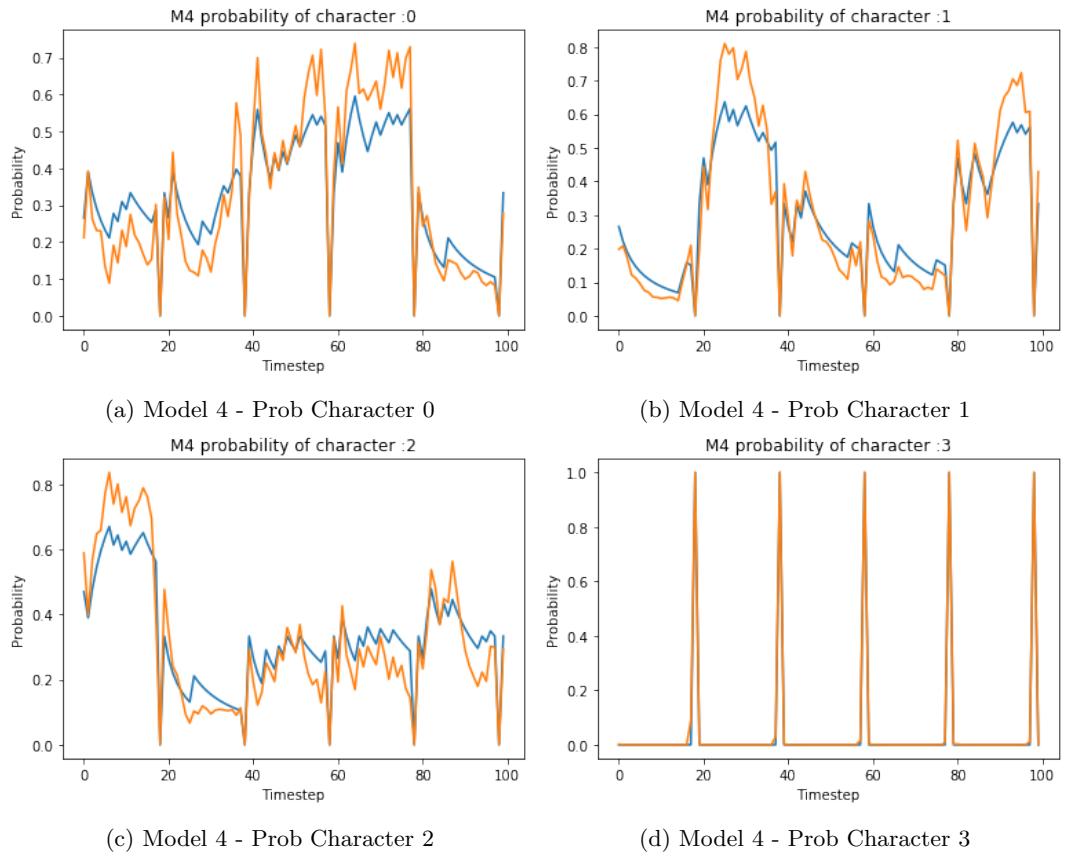 M4 probability of character :0
Probability
0.7
0.6
0.5
0.4
0.3
0.2
0.1
0.0
0 20 40 60 80 100
Timestep
(a) Model 4 - Prob Character 0
M4 probability of character :1
Probability
0.8
0.7
0.6
0.5
0.4
0.3
0.2
0.1
0.0
0 20 40 60 80 100
Timestep
(b) Model 4 - Prob Character 1
M4 probability of character :2
Probability
0.8
0.6
0.4
0.2
0.0
0 20 40 60 80 100
Timestep
(c) Model 4 - Prob Character 2
M4 probability of character :3
Probability
1.0
0.8
0.6
0.4
0.2
0.0
0 20 40 60 80 100
Timestep
(d) Model 4 - Prob Character 3